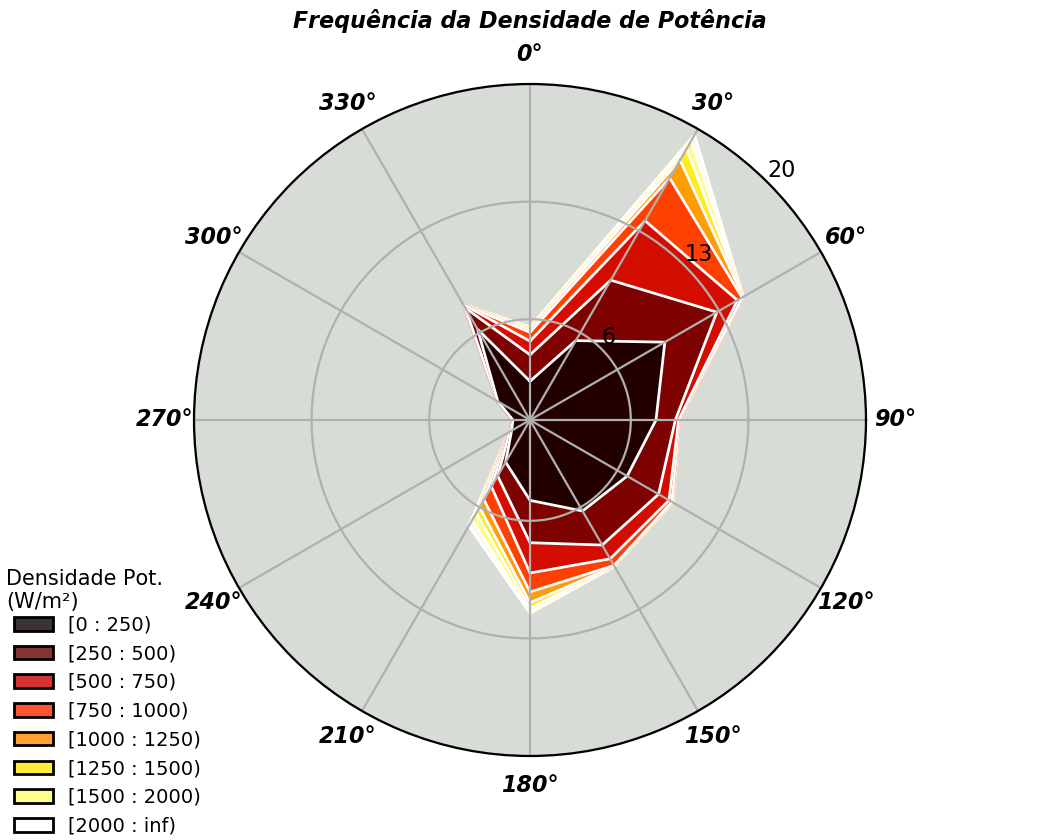 Frequência da Densidade de Potência
0°
330°
30°
20
300°
60°
13
6
270°
90°
240°
120°
210°
150°
180°
Densidade Pot.
(W/m²)
[0 : 250)
[250 : 500)
[500 : 750)
[750 : 1000)
[1000 : 1250)
[1250 : 1500)
[1500 : 2000)
[2000 : inf)